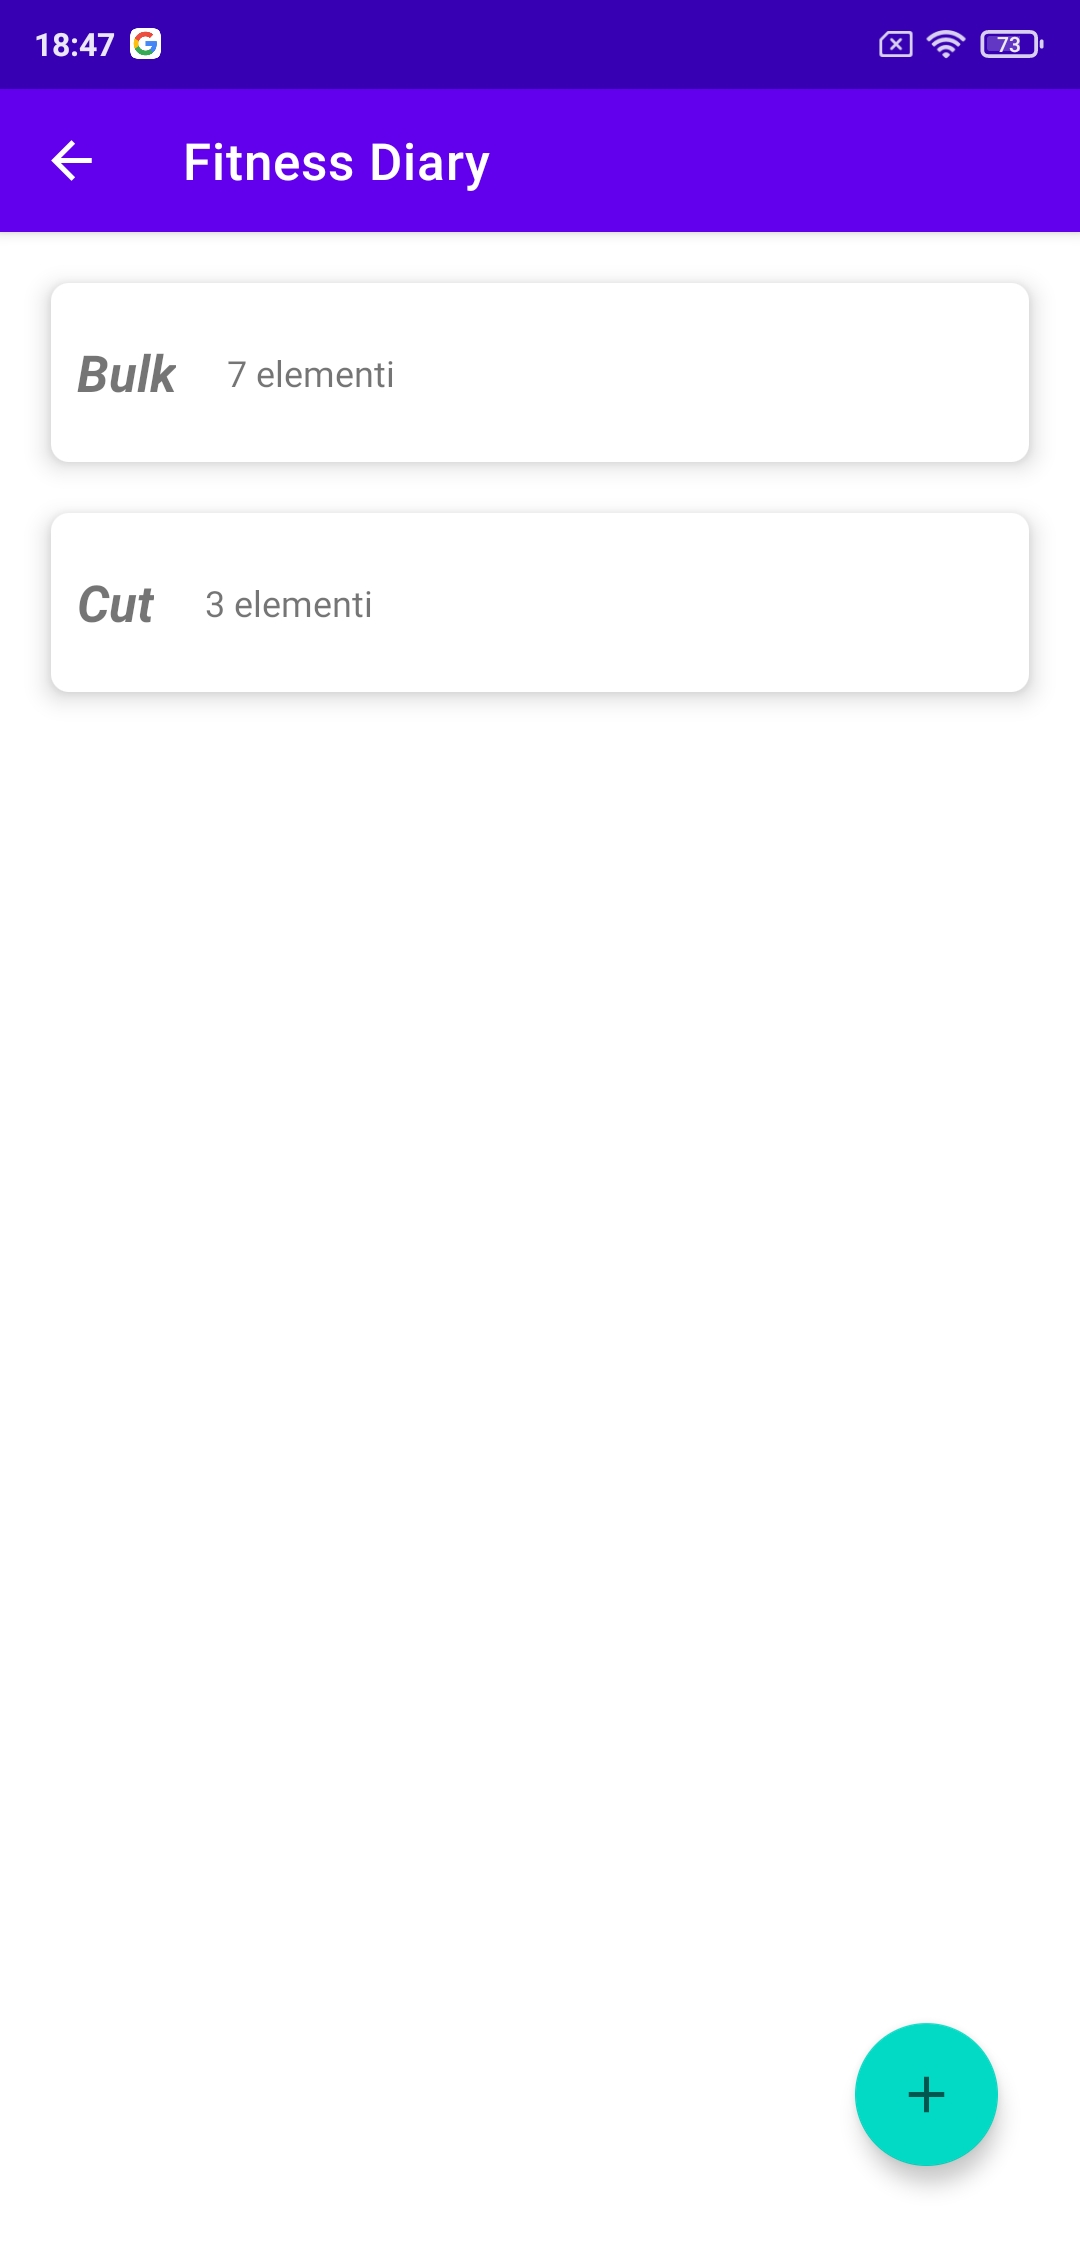 18:47
73
Fitness Diary
Bulk 7 elementi
Cut 3 elementi